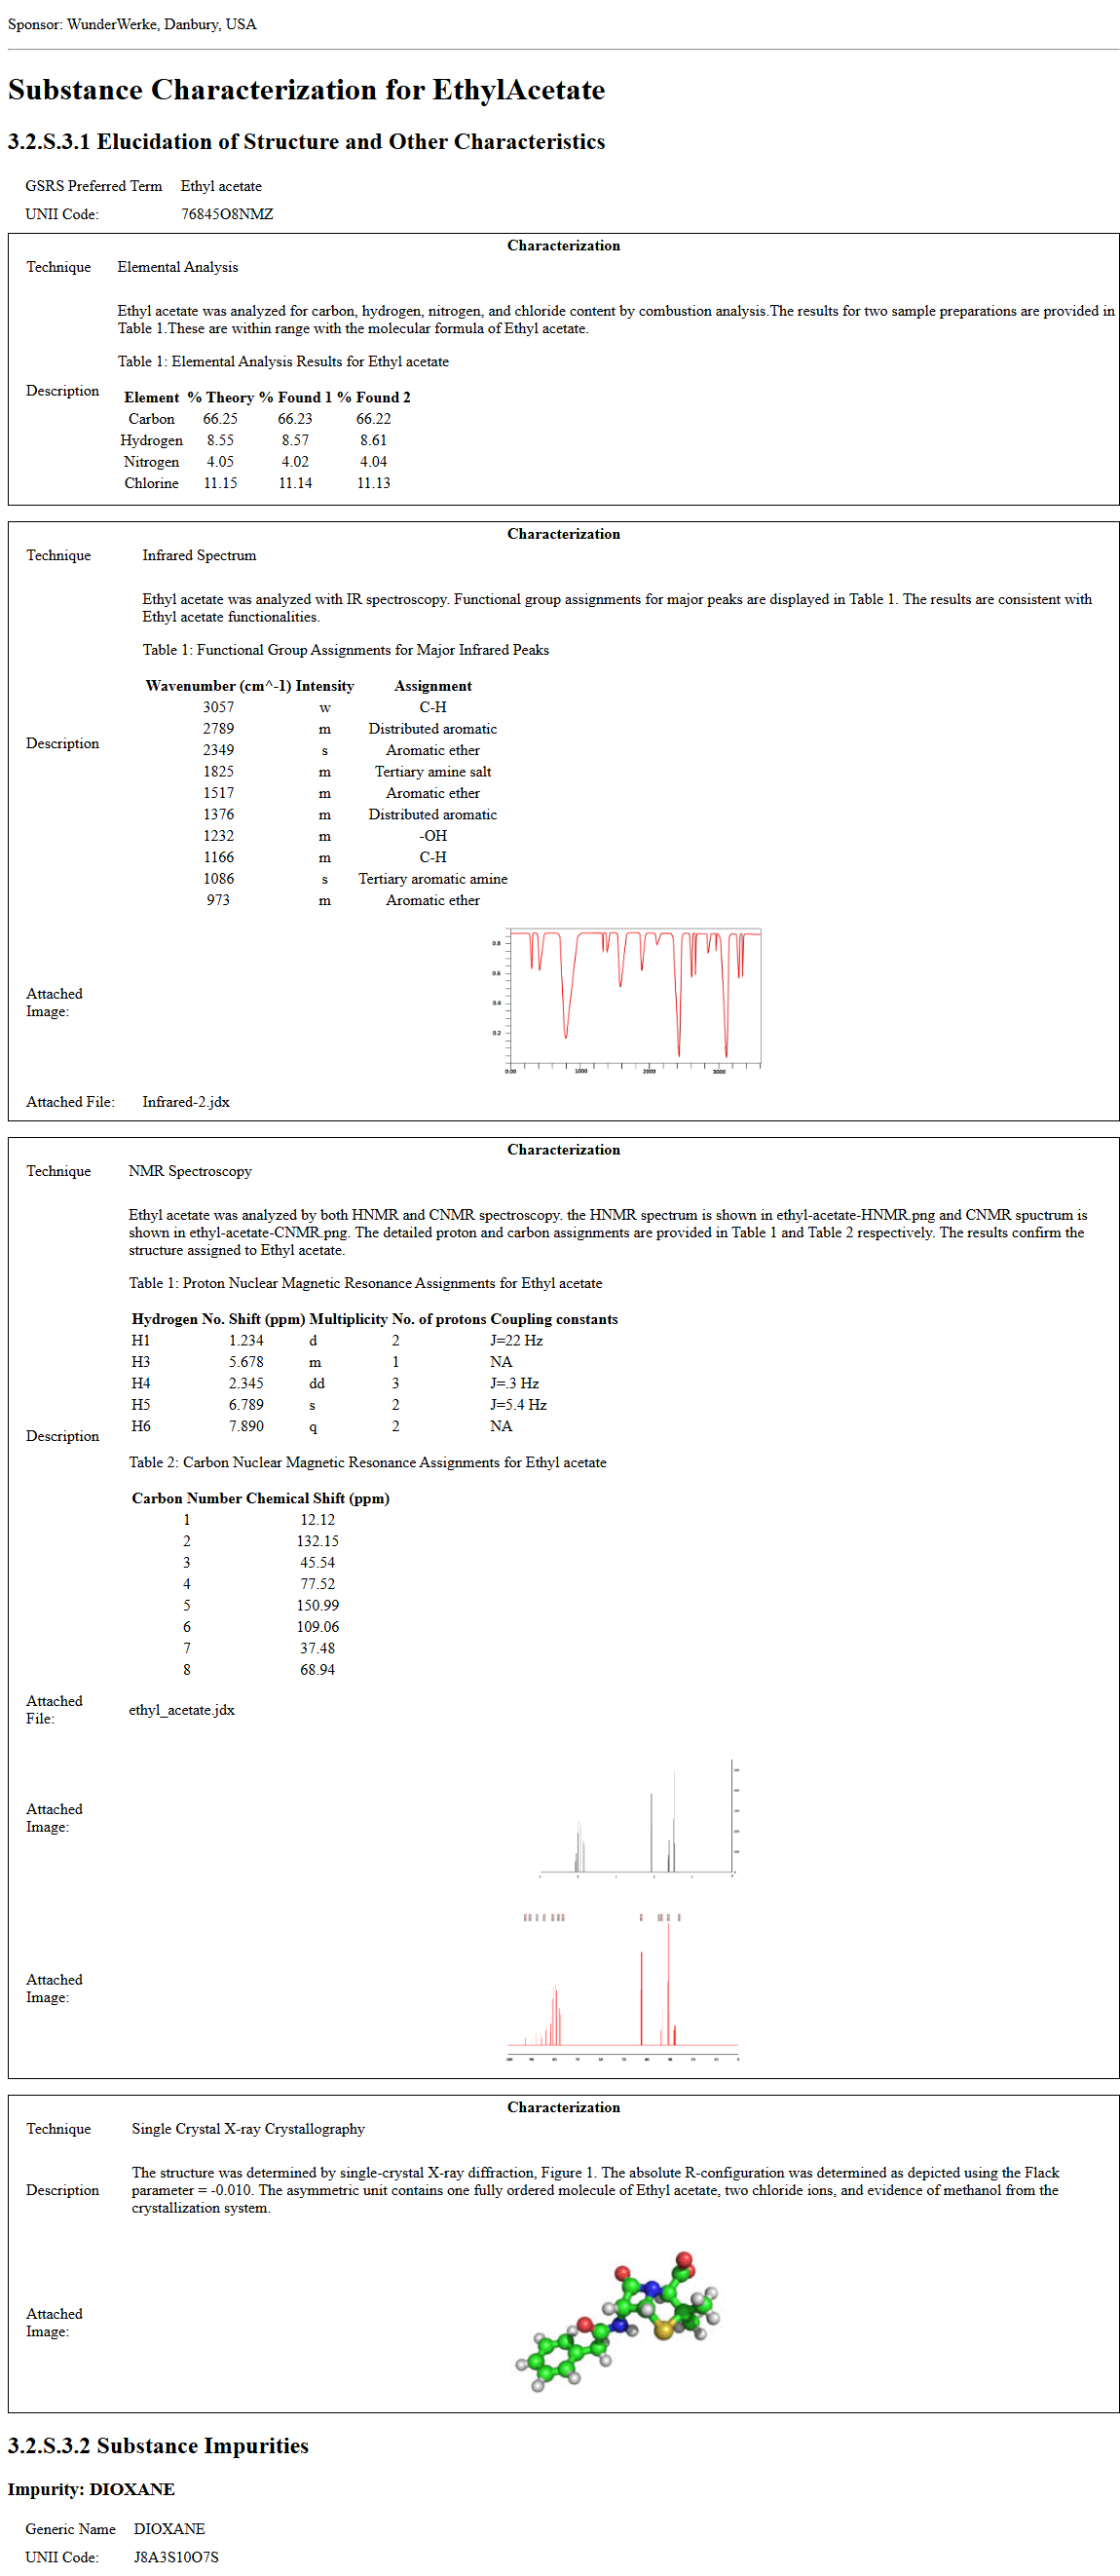 Sponsor: WunderWerke, Danbury, USA
Substance Characterization for EthylAcetate
3.2.S.3.1 Elucidation of Structure and Other Characteristics
GSRS Preferred Term Ethyl acetate
UNII Code: 76845O8NMZ
Characterization
Technique Elemental Analysis
Ethyl acetate was analyzed for carbon, hydrogen, nitrogen, and chloride content by combustion analysis.The results for two sample preparations are provided in
Table 1.These are within range with the molecular formula of Ethyl acetate.
Table 1: Elemental Analysis Results for Ethyl acetate
Description
Element % Theory % Found 1 % Found 2
Carbon 66.25 66.23 66.22
Hydrogen 8.55 8.57 8.61
Nitrogen 4.05 4.02 4.04
Chlorine 11.15 11.14 11.13
Characterization
Technique Infrared Spectrum
Ethyl acetate was analyzed with IR spectroscopy. Functional group assignments for major peaks are displayed in Table 1. The results are consistent with
Ethyl acetate functionalities.
Table 1: Functional Group Assignments for Major Infrared Peaks
Description
Wavenumber (cm^-1) Intensity Assignment
3057 w C-H
2789 m Distributed aromatic
2349 s Aromatic ether
1825 m Tertiary amine salt
1517 m Aromatic ether
1376 m Distributed aromatic
1232 m -OH
1166 m C-H
1086 s Tertiary aromatic amine
973 m Aromatic ether
Attached
Image:
0.8
0.6
0.4
0.2
0.00 1000 2000 3000
Attached File: Infrared-2.jdx
Characterization
Technique NMR Spectroscopy
Ethyl acetate was analyzed by both HNMR and CNMR spectroscopy. the HNMR spectrum is shown in ethyl-acetate-HNMR.png and CNMR spuctrum is
shown in ethyl-acetate-CNMR.png. The detailed proton and carbon assignments are provided in Table 1 and Table 2 respectively. The results confirm the
structure assigned to Ethyl acetate.
Table 1: Proton Nuclear Magnetic Resonance Assignments for Ethyl acetate
Hydrogen No. Shift (ppm) Multiplicity No. of protons Coupling constants
H1 1.234 d 2 J=22 Hz
H3 5.678 m 1 NA
H4 2.345 dd 3 J=.3 Hz
H5 6.789 s 2 J=5.4 Hz
H6 7.890 q 2 NA
Description
Table 2: Carbon Nuclear Magnetic Resonance Assignments for Ethyl acetate
Carbon Number Chemical Shift (ppm)
1 12.12
2 132.15
3 45.54
4 77.52
5 150.99
6 109.06
7 37.48
8 68.94
Attached
File:
ethyl_acetate.jdx
Attached
Image:
Attached
Image:
Characterization
Technique Single Crystal X-ray Crystallography
Description
The structure was determined by single-crystal X-ray diffraction, Figure 1. The absolute R-configuration was determined as depicted using the Flack
parameter = -0.010. The asymmetric unit contains one fully ordered molecule of Ethyl acetate, two chloride ions, and evidence of methanol from the
crystallization system.
Attached
Image:
3.2.S.3.2 Substance Impurities
Impurity: DIOXANE
Generic Name DIOXANE
UNII Code: J8A3S10O7S